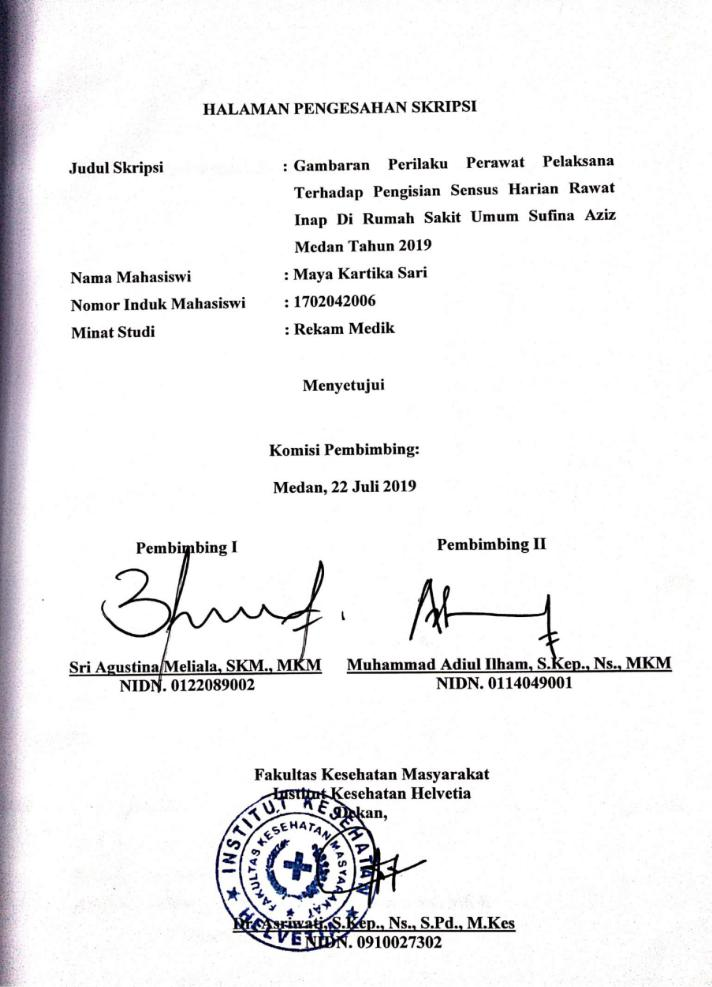 HALAMAN PENGESAHAN SKRIPSI
Judul Skripsi : Gambaran Perilaku Perawat Pelaksana
Terhadap Pengisian Sensus Harian Rawat
Inap Di Rumah Sakit Umum Sufina Aziz
Medan Tahun 2019
Nama Mahasiswi : Maya Kartika Sari
Nomor Induk Mahasiswi : 1702042006
Minat Studi : Rekam Medik
Menyetujui
Komisi Pembimbing:
Medan, 22 Juli 2019
Pembimbing I Pembimbing II
Sri Agustina Meliala, SKM., MKM Muhammad Adiul Ilham, S.Kep., Ns., MKM
NIDN. 0122089002 NIDN. 0114049001
Fakultas Kesehatan Masyarakat
Institut Kesehatan Helvetia
Dekan,
INSTITUT KESEHATAN
HELVETIA
FAKULTAS KESEHATAN MASYARAKAT
Dr. Asriwati, S.Kep., Ns., S.Pd., M.Kes
NIDN. 0910027302